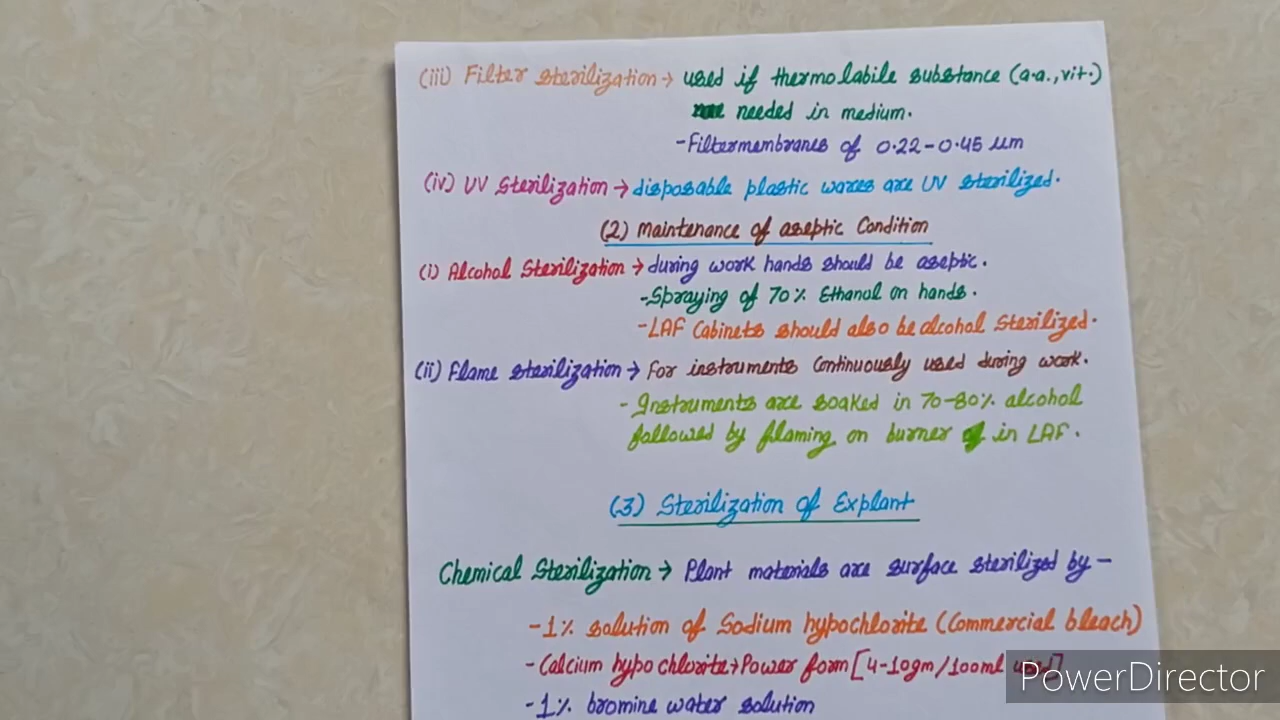 (iii) Filter sterilization → used if thermolabile substance (a.a., vit.)
needed in medium.
- Filtermembranes of 0.22-0.45 µm
(iv) UV Sterilization → disposable plastic wares are UV sterilized.
(2) Maintenance of aseptic Condition
(i) Alcohol Sterilization → during work hands should be aseptic.
- Spraying of 70% Ethanol on hands.
- LAF Cabinets should also be alcohol sterilized.
(ii) Flame sterilization → For instruments continuously used during work.
- Instruments are soaked in 70-80% alcohol
followed by flaming on burner in LAF.
(3) Sterilization of Explant
Chemical Sterilization → Plant materials are surface sterilized by -
- 1% solution of Sodium hypochlorite (Commercial bleach)
- Calcium hypochlorite → Power form [4-10gm/100ml used]
- 1% bromine water solution
PowerDirector